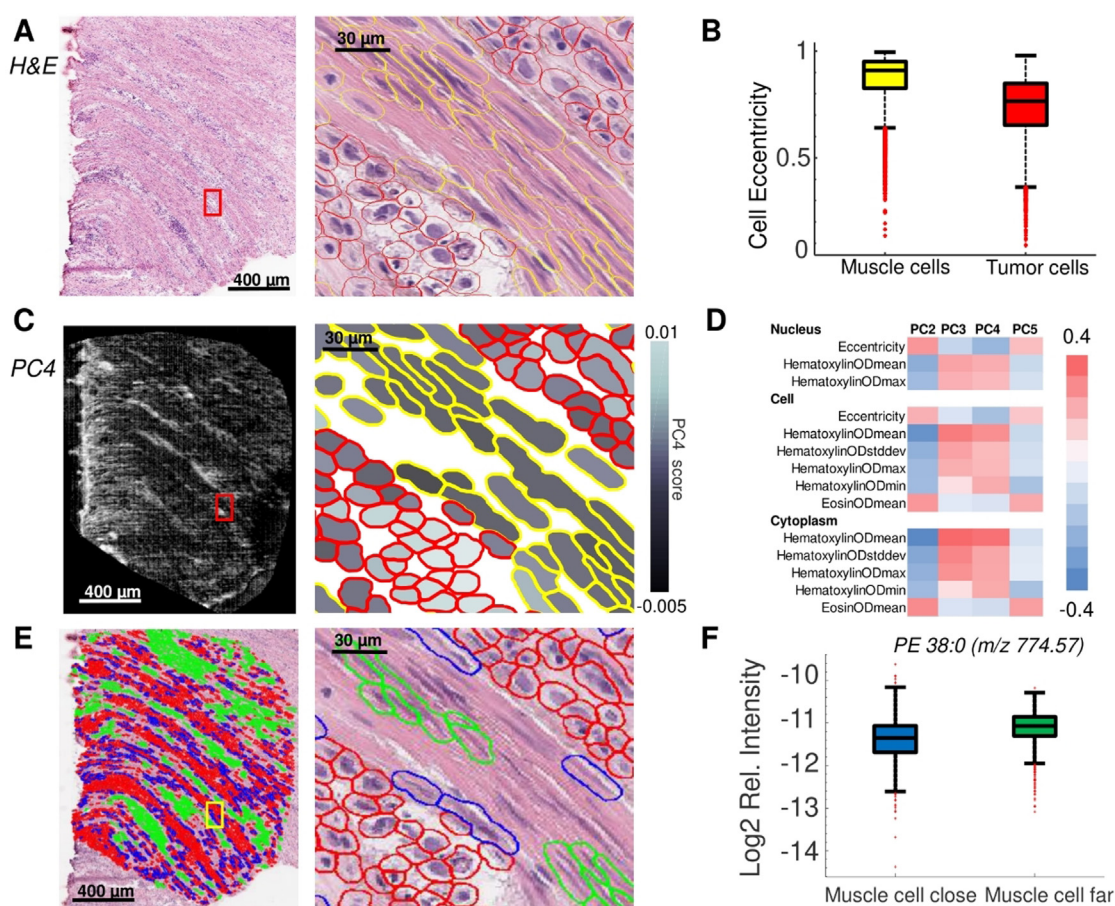 A
H&E
30 µm
400 µm
B
1
0.5
0
Cell Eccentricity
Muscle cells
Tumor cells
C
PC4
30 µm
400 µm
0.01
PC4 score
-0.005
D
PC2 PC3 PC4 PC5
0.4
Nucleus
Eccentricity
HematoxylinODmean
HematoxylinODmax
Cell
Eccentricity
HematoxylinODmean
HematoxylinODstddev
HematoxylinODmax
HematoxylinODmin
EosinODmean
Cytoplasm
HematoxylinODmean
HematoxylinODstddev
HematoxylinODmax
HematoxylinODmin
EosinODmean
-0.4
E
30 µm
400 µm
F
PE 38:0 (m/z 774.57)
-10
-11
-12
-13
-14
Log2 Rel. Intensity
Muscle cell close
Muscle cell far